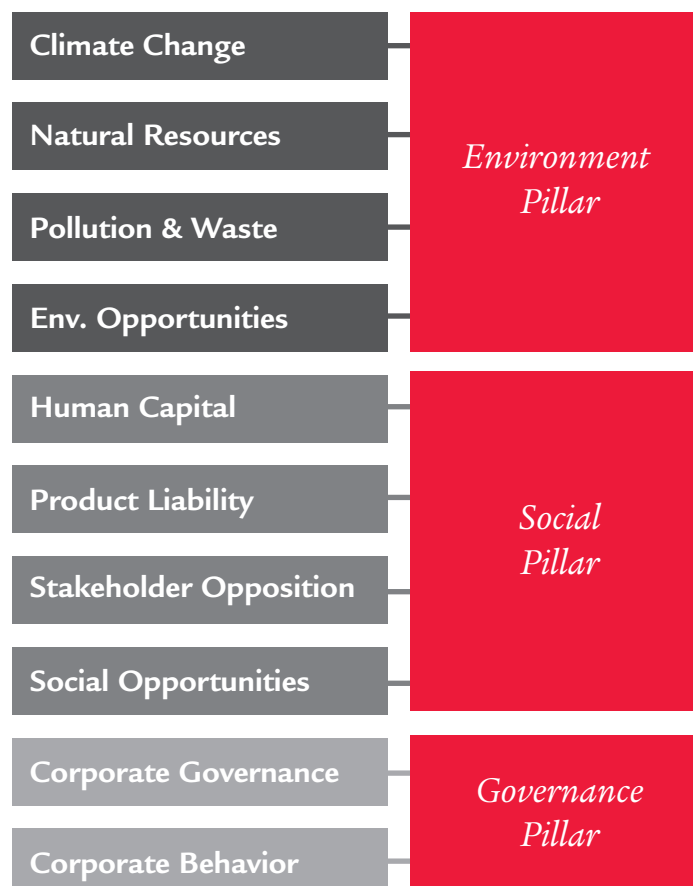 Climate Change
Natural Resources
Pollution & Waste
Env. Opportunities
Environment
Pillar
Human Capital
Product Liability
Stakeholder Opposition
Social Opportunities
Social
Pillar
Corporate Governance
Corporate Behavior
Governance
Pillar